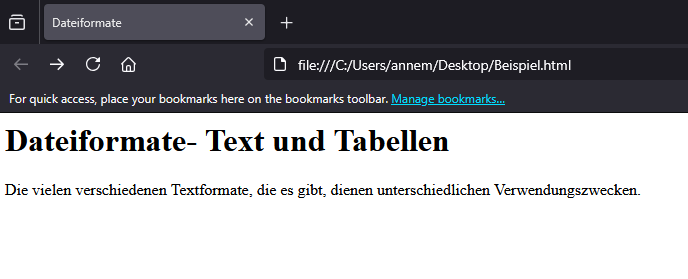 Dateiformate
file:///C:/Users/annem/Desktop/Beispiel.html
For quick access, place your bookmarks here on the bookmarks toolbar. Manage bookmarks...
Dateiformate- Text und Tabellen
Die vielen verschiedenen Textformate, die es gibt, dienen unterschiedlichen Verwendungszwecken.